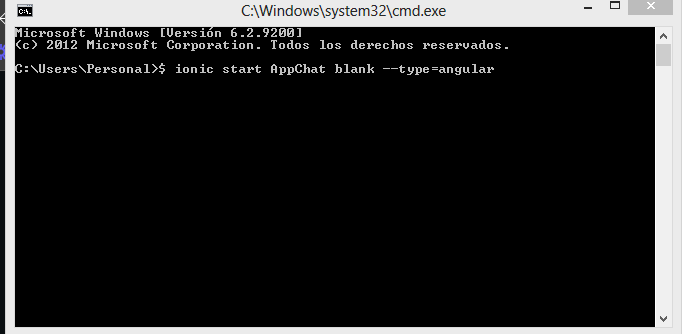 C:\Windows\system32\cmd.exe
Microsoft Windows [Versión 6.2.9200]
(c) 2012 Microsoft Corporation. Todos los derechos reservados.
C:\Users\Personal>$ ionic start AppChat blank --type=angular